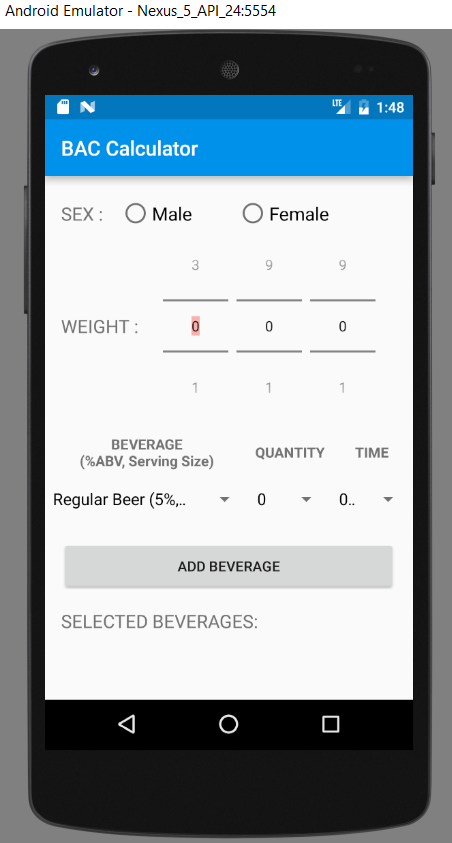 Android Emulator - Nexus_5_API_24:5554
LTE 1:48
BAC Calculator
SEX : Male Female
3 9 9
WEIGHT : 0 0 0
1 1 1
BEVERAGE
(%ABV, Serving Size) QUANTITY TIME
Regular Beer (5%,.. 0 0..
ADD BEVERAGE
SELECTED BEVERAGES: